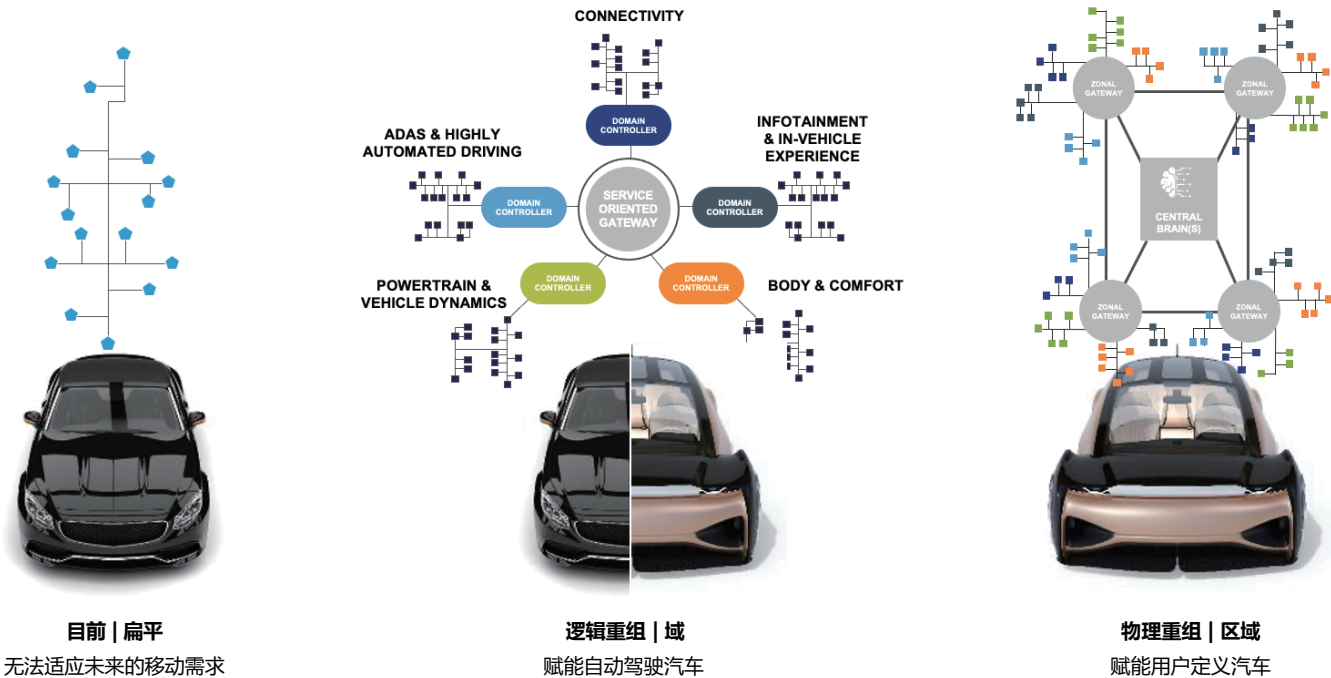 CONNECTIVITY
DOMAIN
CONTROLLER
ADAS & HIGHLY
AUTOMATED DRIVING
DOMAIN
CONTROLLER
INFOTAINMENT
& IN-VEHICLE
EXPERIENCE
DOMAIN
CONTROLLER
SERVICE
ORIENTED
GATEWAY
POWERTRAIN &
VEHICLE DYNAMICS
DOMAIN
CONTROLLER
DOMAIN
CONTROLLER
BODY & COMFORT
ZONAL
GATEWAY
ZONAL
GATEWAY
CENTRAL
BRAIN(S)
ZONAL
GATEWAY
ZONAL
GATEWAY
目前 | 扁平
无法适应未来的移动需求
逻辑重组 | 域
赋能自动驾驶汽车
物理重组 | 区域
赋能用户定义汽车